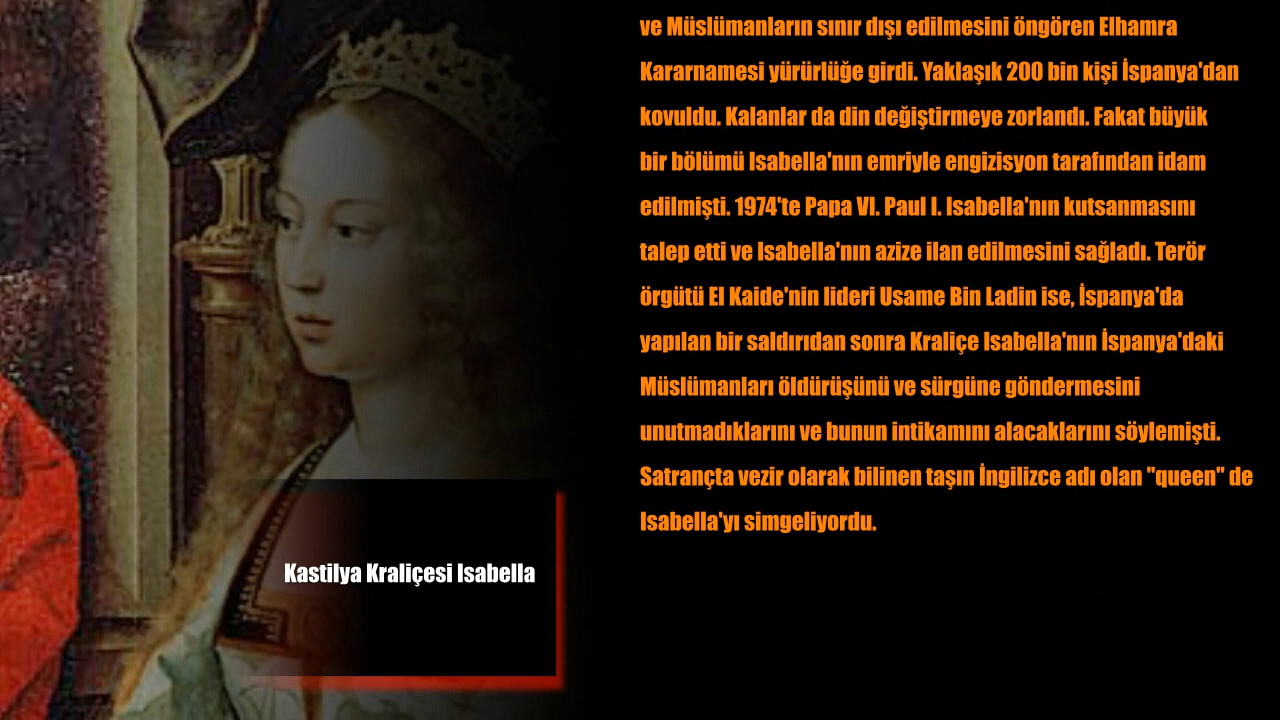 ve Müslümanların sınır dışı edilmesini öngören Elhamra
Kararnamesi yürürlüğe girdi. Yaklaşık 200 bin kişi İspanya'dan
kovuldu. Kalanlar da din değiştirmeye zorlandı. Fakat büyük
bir bölümü Isabella'nın emriyle engizisyon tarafından idam
edilmişti. 1974'te Papa VI. Paul I. Isabella'nın kutsanmasını
talep etti ve Isabella'nın azize ilan edilmesini sağladı. Terör
örgütü El Kaide'nin lideri Usame Bin Ladin ise, İspanya'da
yapılan bir saldırıdan sonra Kraliçe Isabella'nın İspanya'daki
Müslümanları öldürüşünü ve sürgüne göndermesini
unutmadıklarını ve bunun intikamını alacaklarını söylemişti.
Satrançta vezir olarak bilinen taşın İngilizce adı olan "queen" de
Isabella'yı simgeliyordu.
Kastilya Kraliçesi Isabella